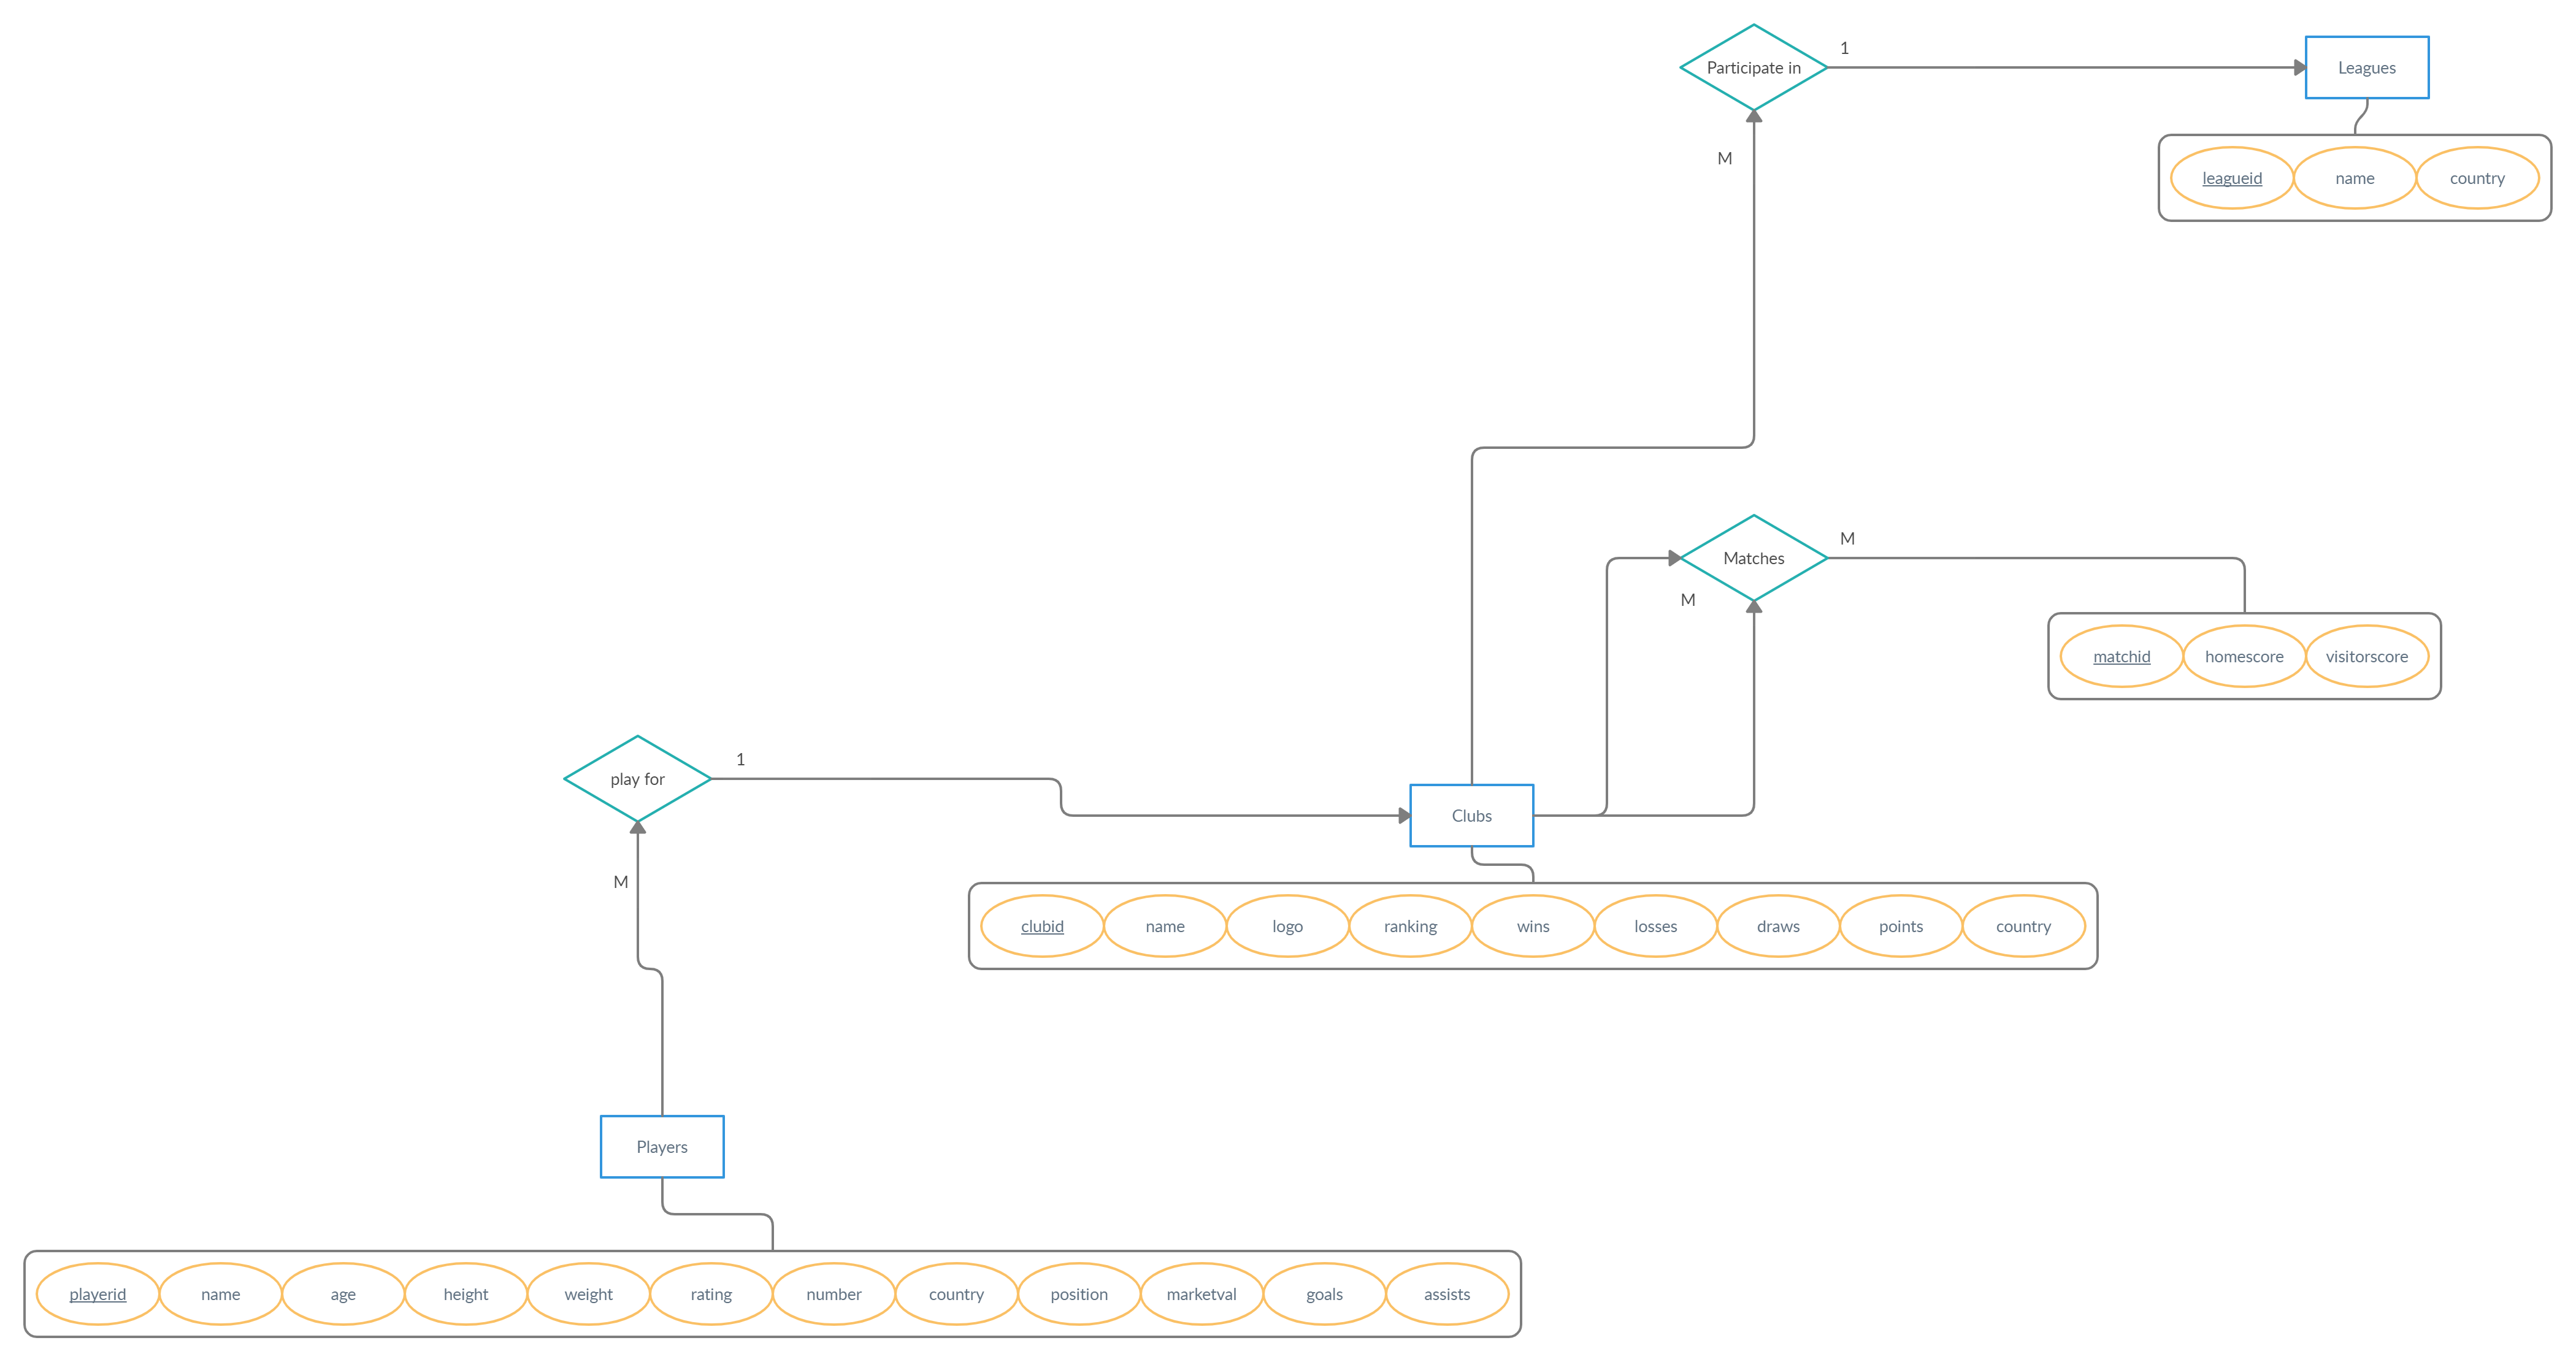 1
Participate in
Leagues
M
leagueid name country
M
Matches
M
matchid homescore visitorscore
1
play for
Clubs
M
clubid name logo ranking wins losses draws points country
Players
playerid name age height weight rating number country position marketval goals assists